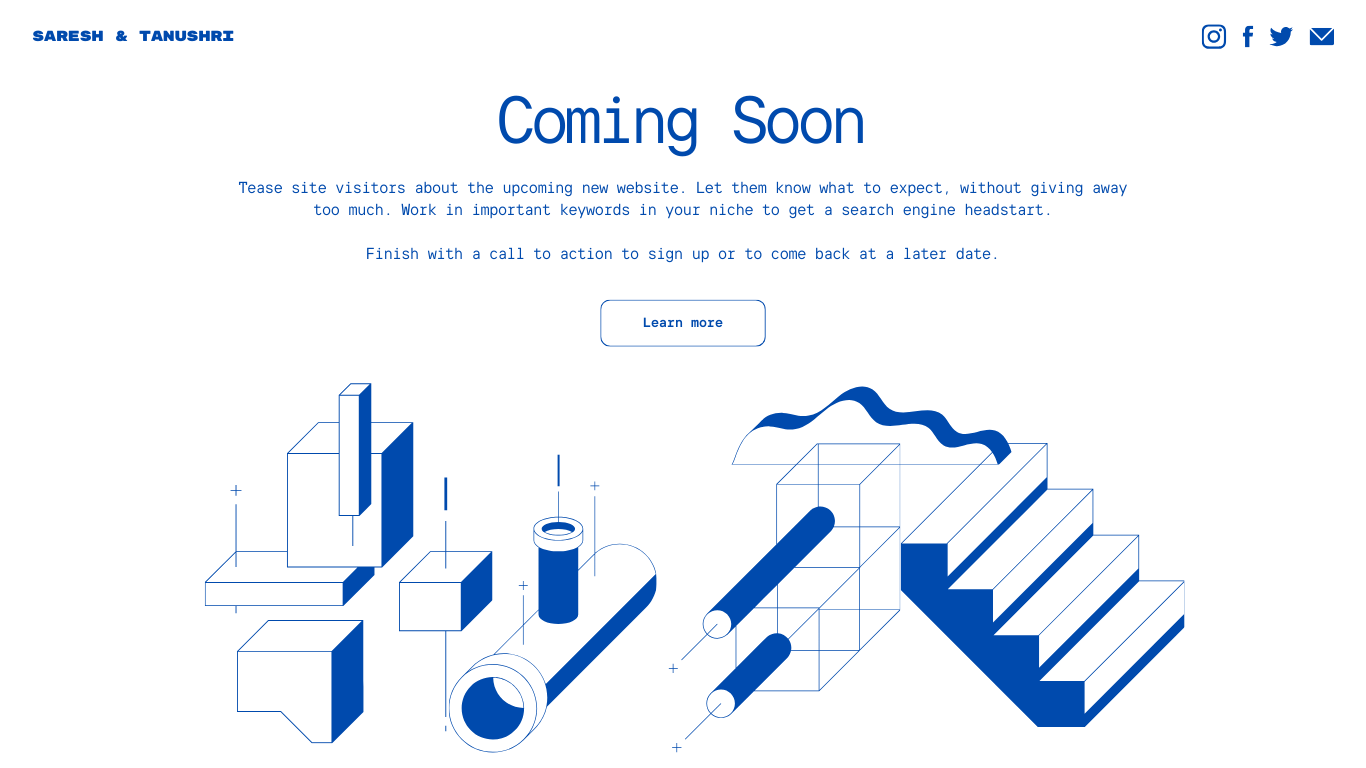 SARESH & TANUSHRI
Coming Soon
Tease site visitors about the upcoming new website. Let them know what to expect, without giving away
too much. Work in important keywords in your niche to get a search engine headstart.
Finish with a call to action to sign up or to come back at a later date.
Learn more